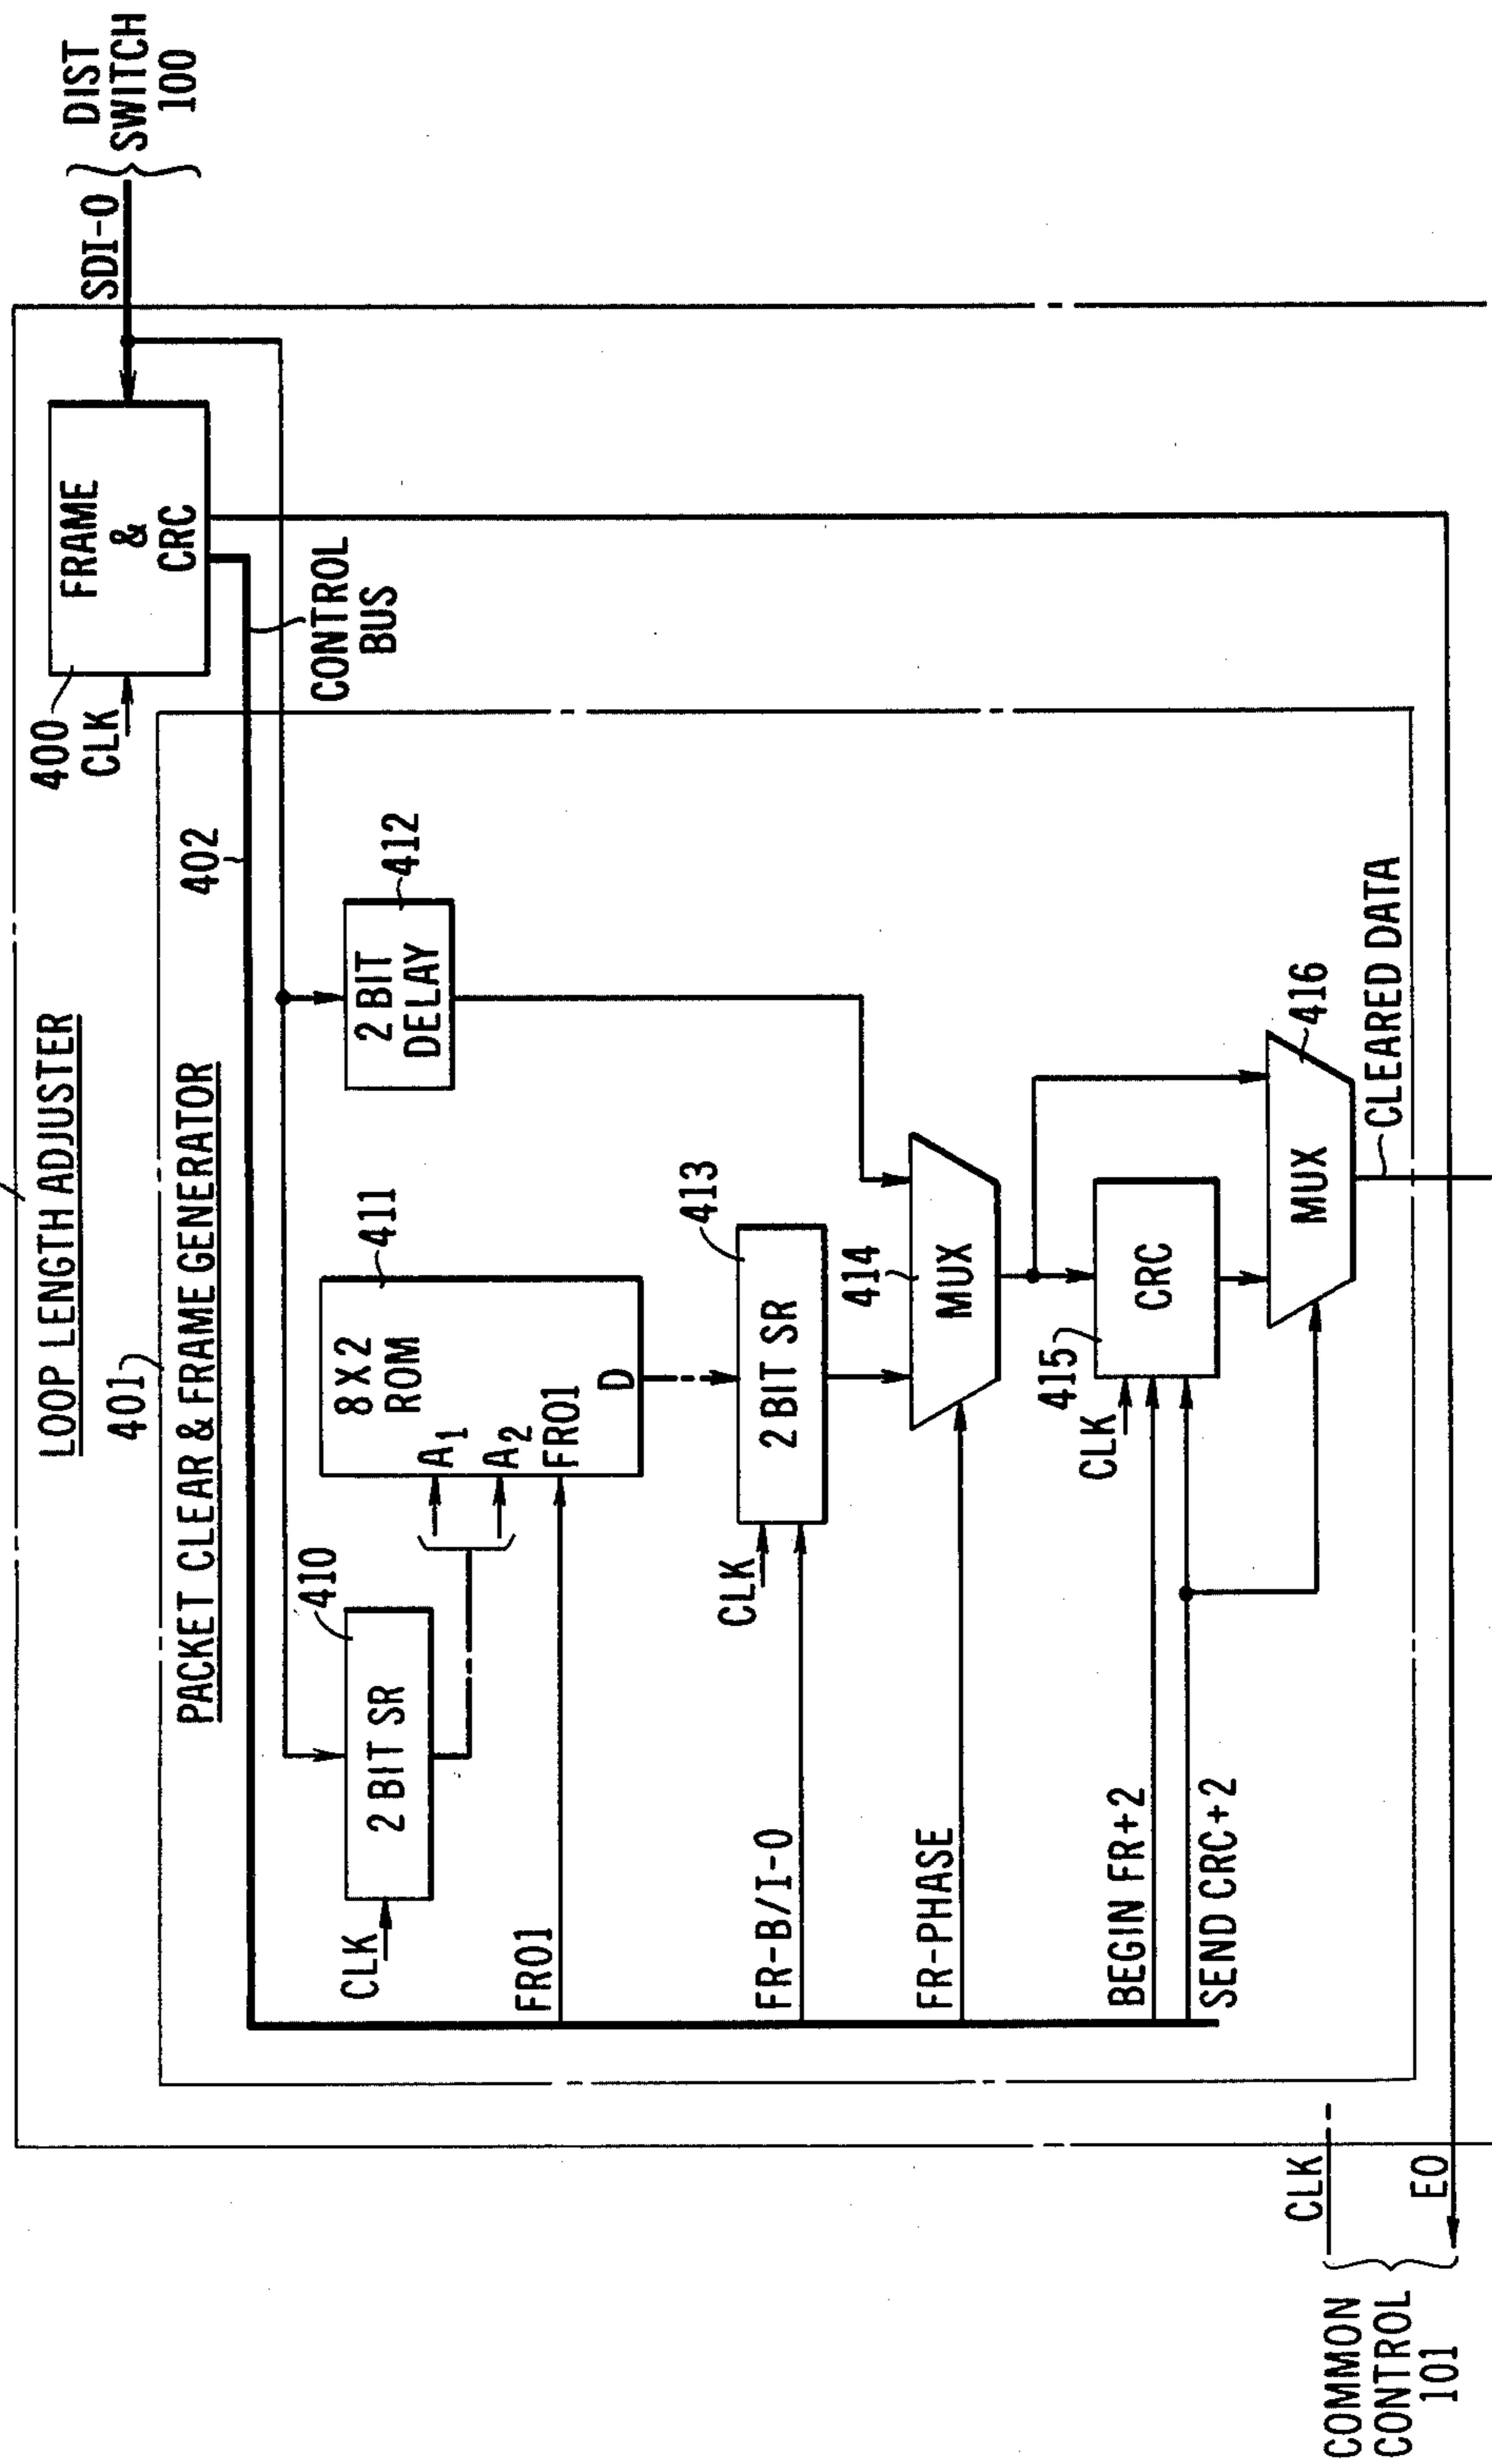 LOOP LENGTH ADJUSTER
401
PACKET CLEAR & FRAME GENERATOR
400
CLK
FRAME
&
CRC
SDI-0
DIST
SWITCH
100
402
CONTROL
BUS
410
2 BIT SR
CLK
411
8X2
ROM
A1
A2
FR01
D
412
2 BIT
DELAY
FR01
413
2 BIT SR
CLK
FR-B/I-0
414
MUX
FR-PHASE
415
CRC
CLK
BEGIN FR+2
SEND CRC+2
416
MUX
CLEARED DATA
CLK
EO
COMMON
CONTROL
101